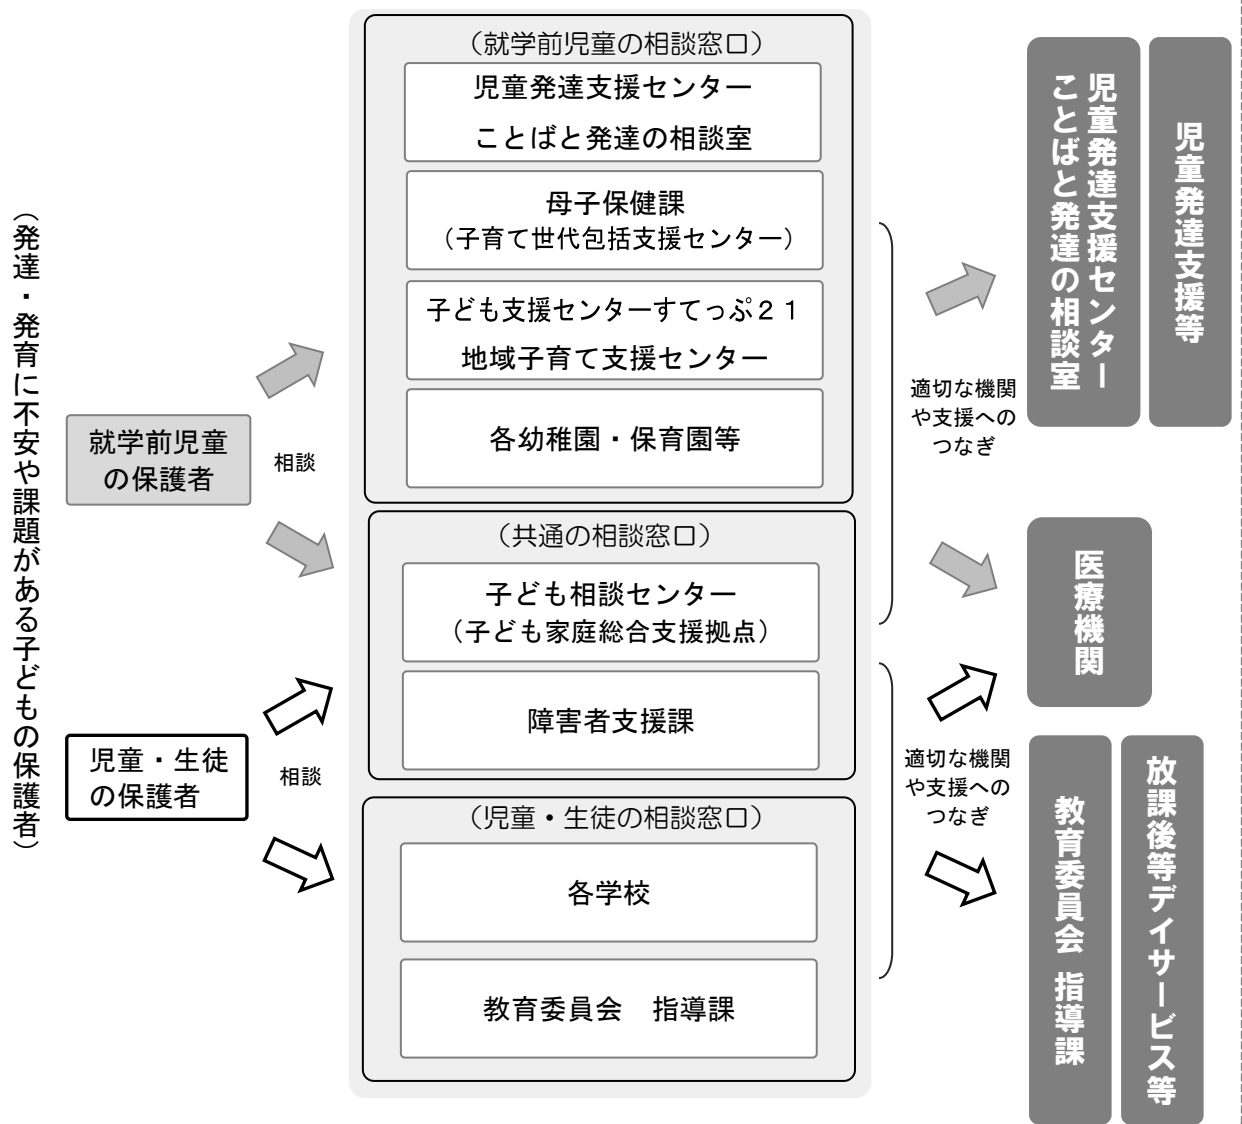 （発達・発育に不安や課題がある子どもの保護者）
就学前児童
の保護者
相談
児童・生徒
の保護者
相談
（就学前児童の相談窓口）
児童発達支援センター
ことばと発達の相談室
母子保健課
（子育て世代包括支援センター）
子ども支援センターすてっぷ２１
地域子育て支援センター
各幼稚園・保育園等
（共通の相談窓口）
子ども相談センター
（子ども家庭総合支援拠点）
障害者支援課
（児童・生徒の相談窓口）
各学校
教育委員会　指導課
適切な機関
や支援への
つなぎ
適切な機関
や支援への
つなぎ
児童発達支援センター
ことばと発達の相談室
児童発達支援等
医療機関
教育委員会 指導課
放課後等デイサービス等